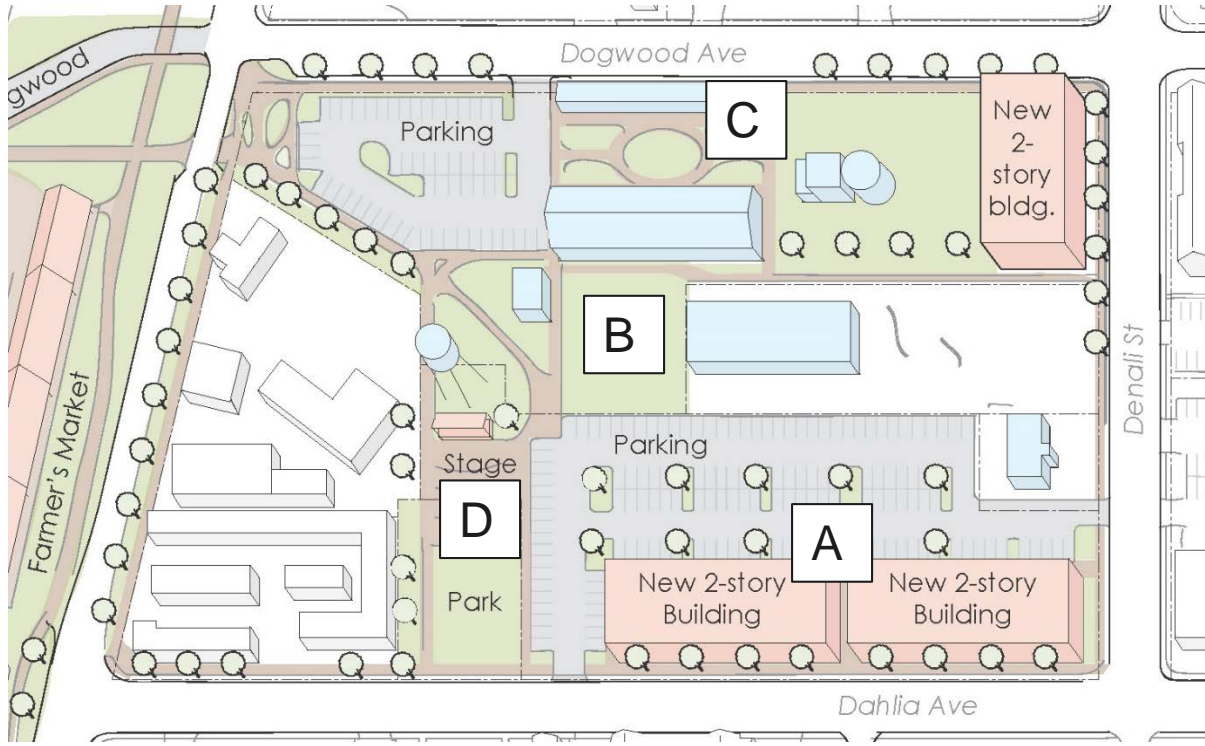 Dogwood Ave
gwood
Parking
C
New
2-
story
bldg.
B
Denali St
Farmer's Market
Parking
Stage
D
A
New 2-story
Building
New 2-story
Building
Park
Dahlia Ave